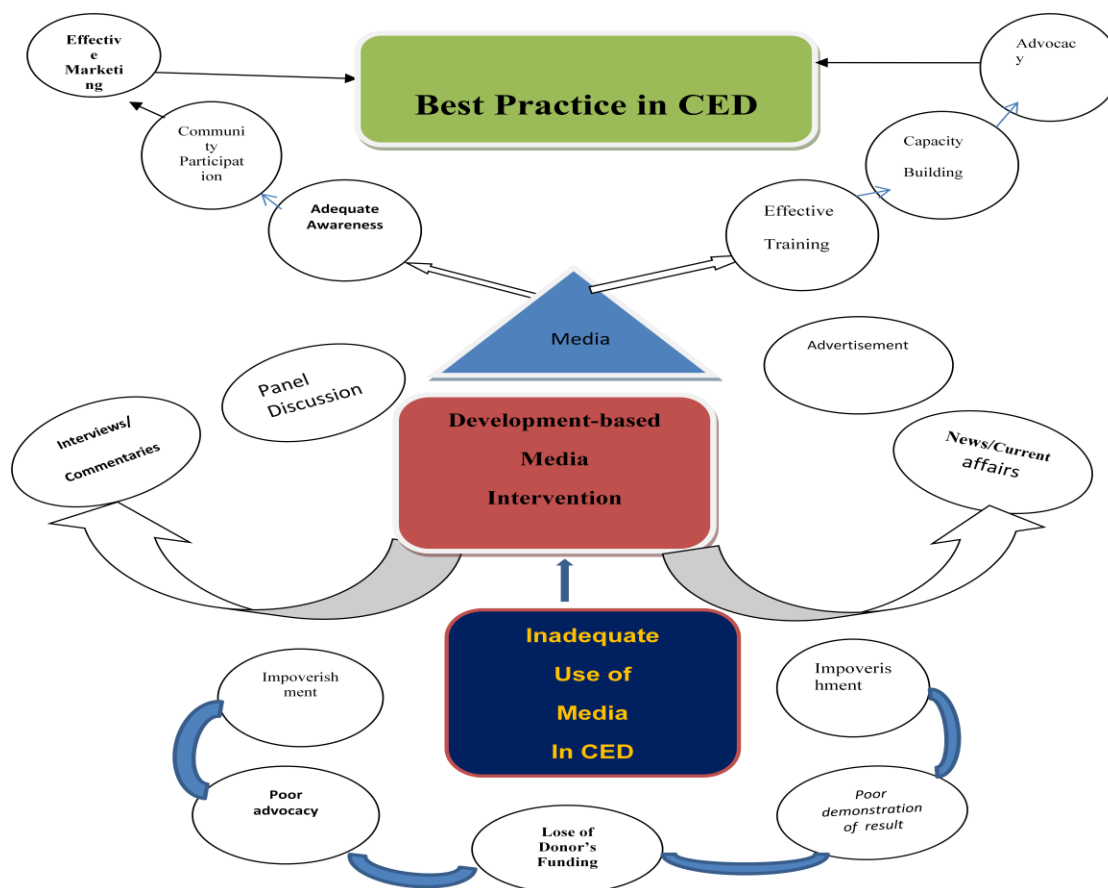 Effectiv
e
Marketi
ng
Best Practice in CED
Advocac
y
Communi
ty
Participat
ion
Capacity
Building
Adequate
Awareness
Effective
Training
Media
Panel
Discussion
Advertisement
Interviews/
Commentaries
Development-based
Media
Intervention
News/Current
affairs
Inadequate
Use of
Media
In CED
Impoverish
ment
Impoveris
hment
Poor
advocacy
Lose of
Donor's
Funding
Poor
demonstration
of result